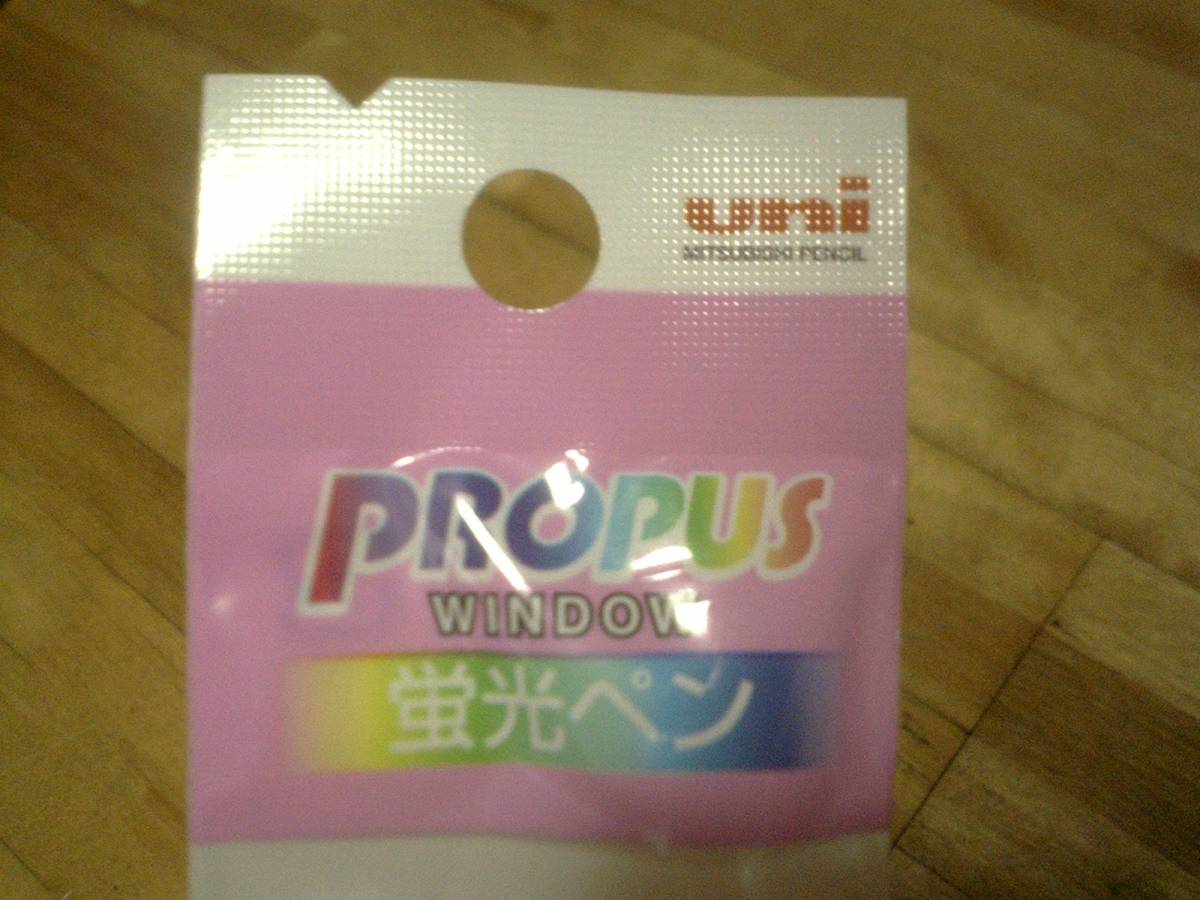 uni
MITSUBISHI PENCIL
PROPUS
WINDOW
蛍光ペン